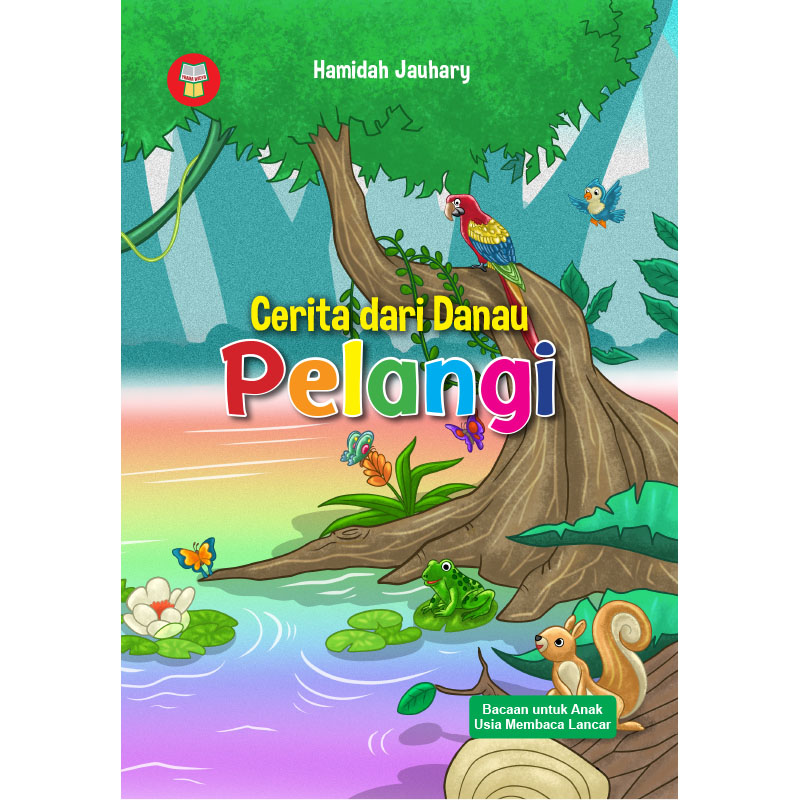 Hamidah Jauhary
Cerita dari Danau
Pelangi
Bacaan untuk Anak
Usia Membaca Lancar